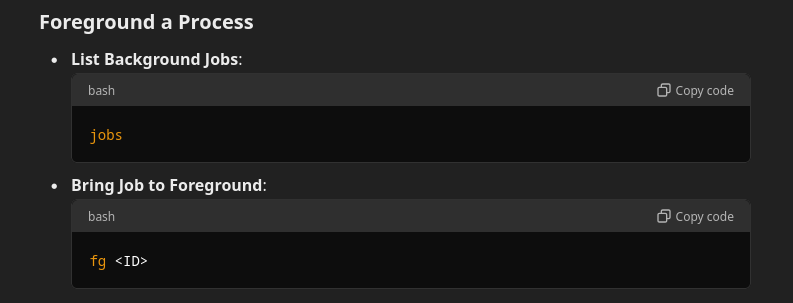 Foreground a Process
• List Background Jobs:
bash Copy code
jobs
• Bring Job to Foreground:
bash Copy code
fg <ID>